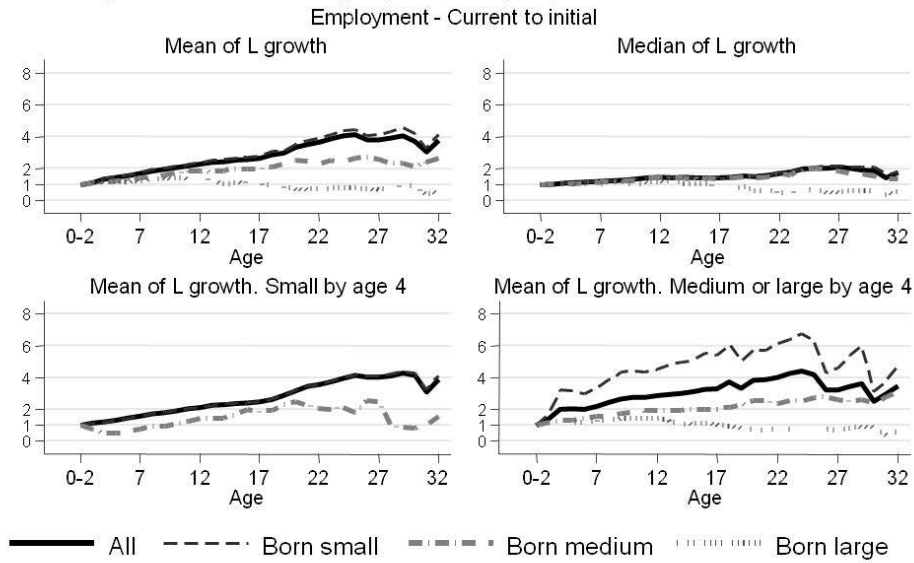 Employment - Current to initial
Mean of L growth
Median of L growth
8
6
4
2
1
0
0-2 7 12 17 22 27 32
Age
8
6
4
2
1
0
0-2 7 12 17 22 27 32
Age
Mean of L growth. Small by age 4
Mean of L growth. Medium or large by age 4
8
6
4
2
1
0
0-2 7 12 17 22 27 32
Age
8
6
4
2
1
0
0-2 7 12 17 22 27 32
Age
All Born small Born medium Born large